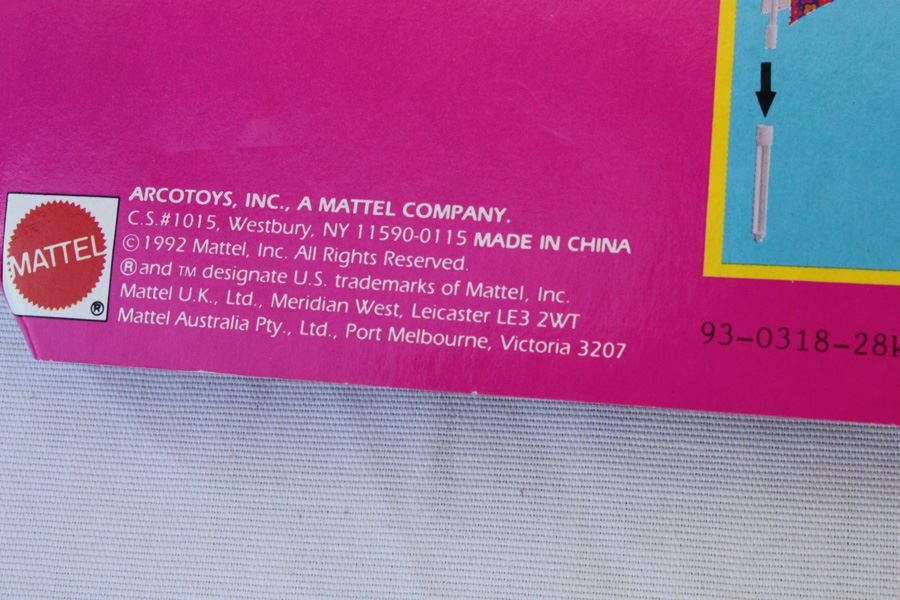 ARCOTOYS, INC., A MATTEL COMPANY.
C.S.#1015, Westbury, NY 11590-0115 MADE IN CHINA
©1992 Mattel, Inc. All Rights Reserved.
® and TM designate U.S. trademarks of Mattel, Inc.
Mattel U.K., Ltd., Meridian West, Leicaster LE3 2WT
Mattel Australia Pty., Ltd., Port Melbourne, Victoria 3207
MATTEL
®
93-0318-28